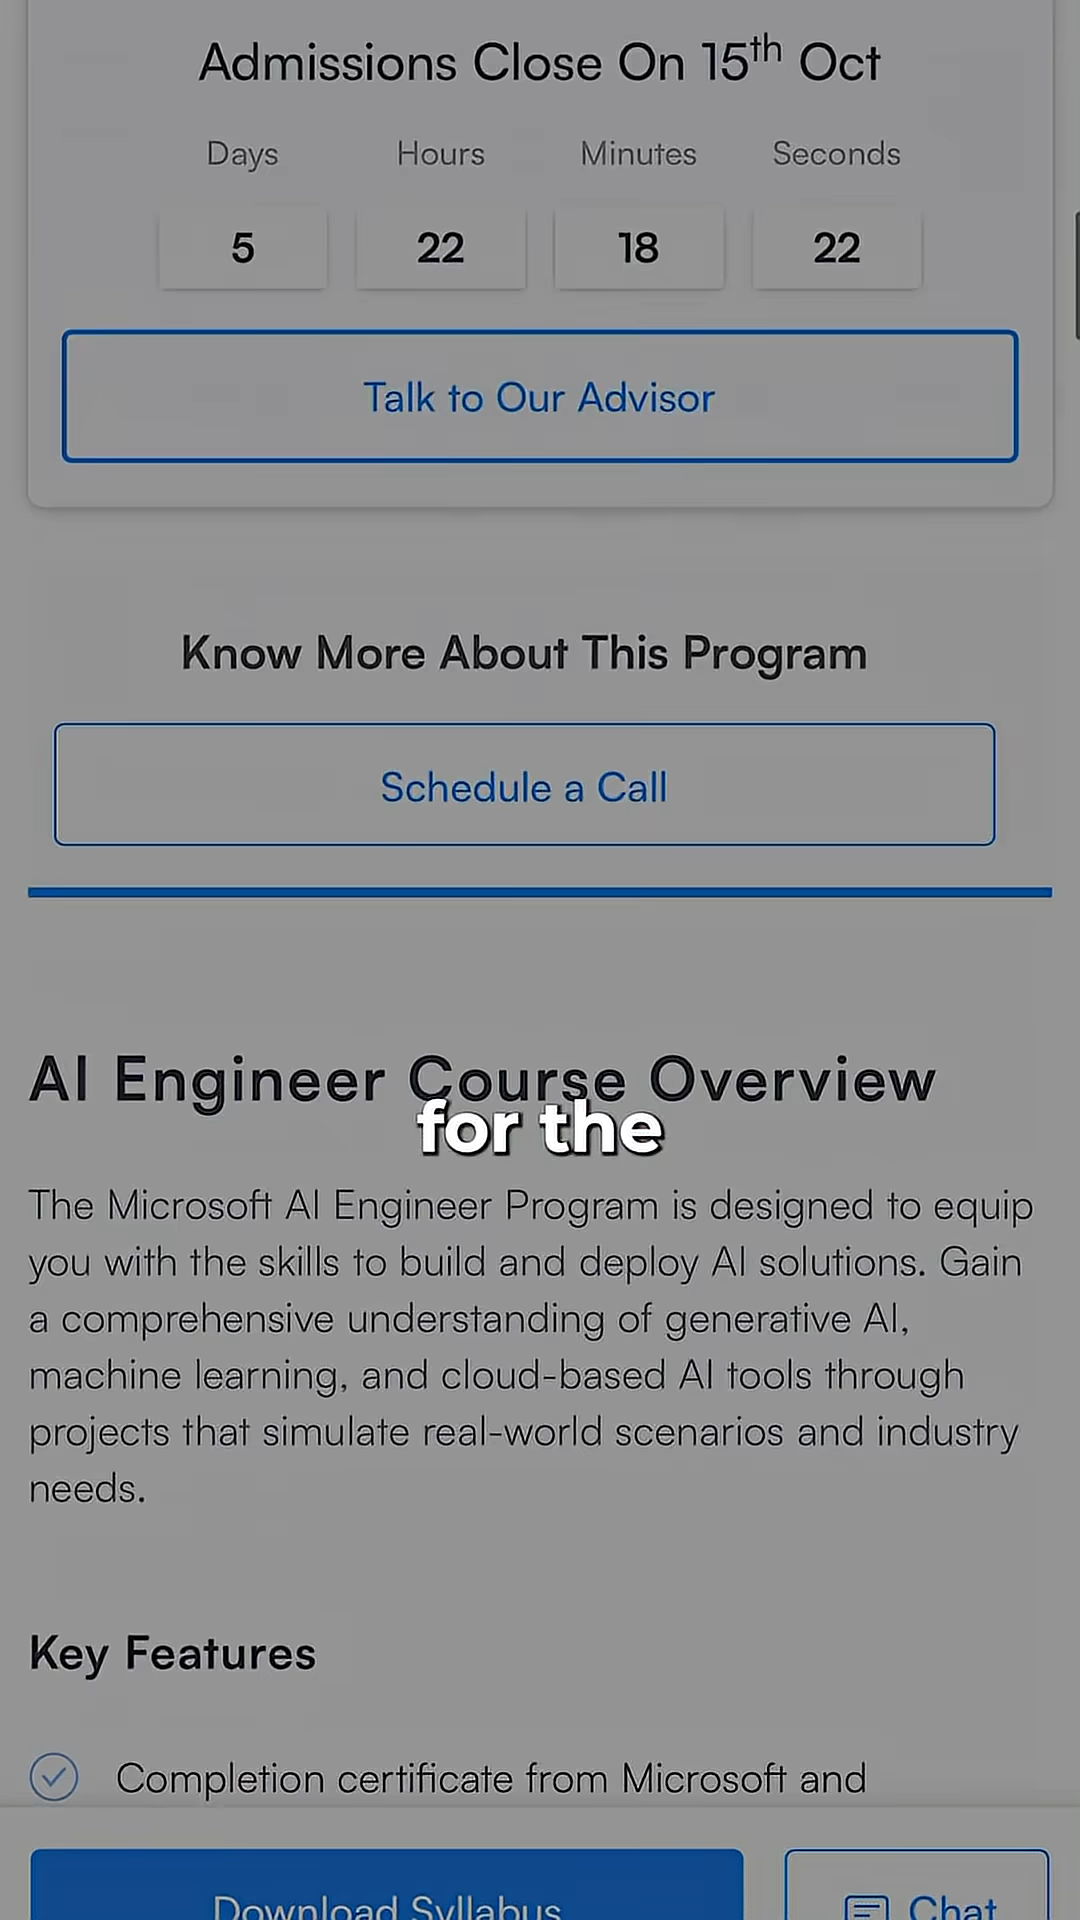 Admissions Close On 15th Oct
Days Hours Minutes Seconds
5 22 18 22
Talk to Our Advisor
Know More About This Program
Schedule a Call
AI Engineer Course Overview
for the
The Microsoft AI Engineer Program is designed to equip
you with the skills to build and deploy AI solutions. Gain
a comprehensive understanding of generative AI,
machine learning, and cloud-based AI tools through
projects that simulate real-world scenarios and industry
needs.
Key Features
Completion certificate from Microsoft and
Download Syllabus Chat